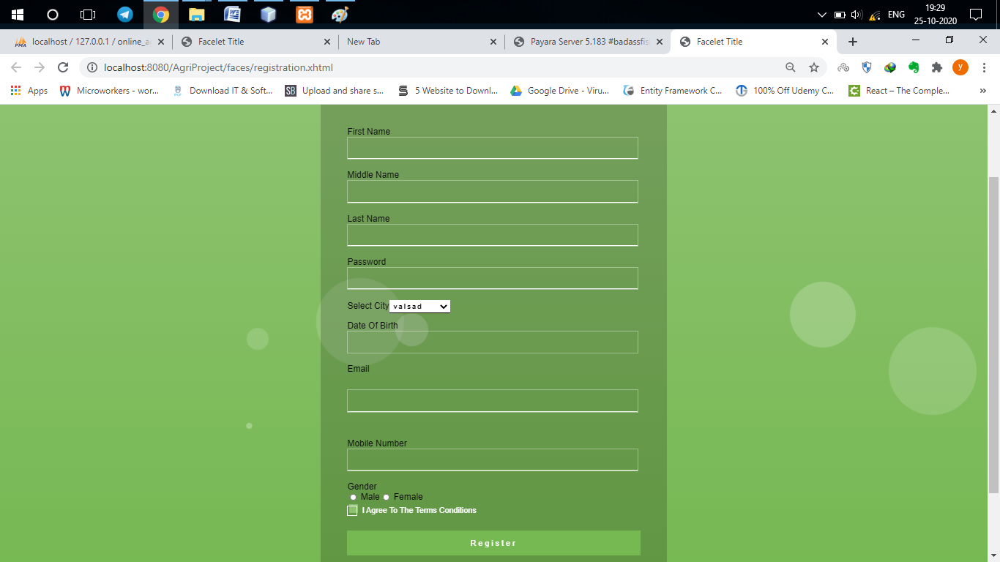 ENG
19:29
25-10-2020
PMA
localhost / 127.0.0.1 / online_a
Facelet Title
New Tab
Payara Server 5.183 #badassfis
Facelet Title
localhost:8080/AgriProject/faces/registration.xhtml
y
Apps
Microworkers - wor...
Download IT & Soft...
SB
Upload and share s...
5 Website to Downl...
Google Drive - Viru...
Entity Framework C...
100% Off Udemy C...
React – The Comple...
»
First Name
Middle Name
Last Name
Password
Select City valsad
Date Of Birth
Email
Mobile Number
Gender
Male Female
I Agree To The Terms Conditions
Register